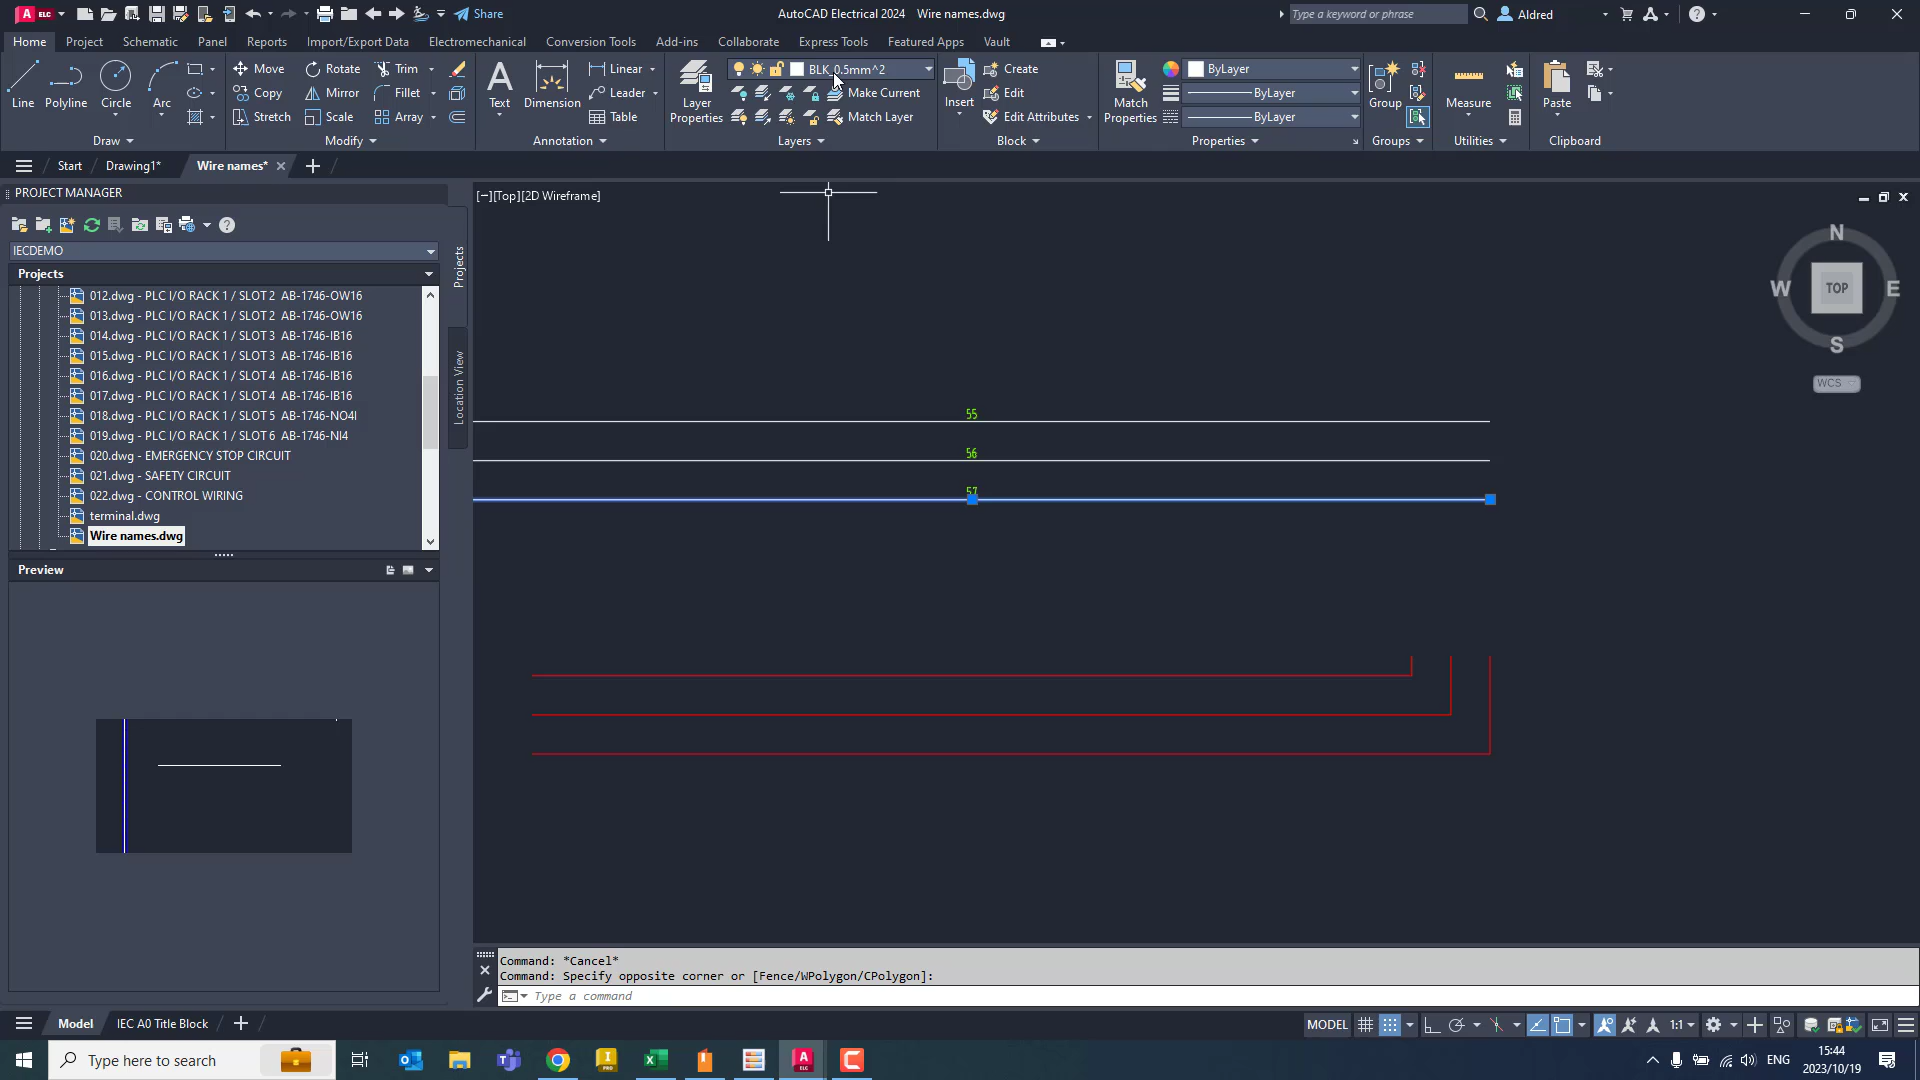 A ELC
Share
AutoCAD Electrical 2024 Wire names.dwg
Type a keyword or phrase
Aldred
Home Project Schematic Panel Reports Import/Export Data Electromechanical Conversion Tools Add-ins Collaborate Express Tools Featured Apps Vault
Line Polyline Circle Arc
Move Rotate Trim
Copy Mirror Fillet
Stretch Scale Array
Text Dimension
Linear
Leader
Table
Layer Properties
BLK_0.5mm^2
Make Current
Match Layer
Insert
Create
Edit
Edit Attributes
Match Properties
ByLayer
ByLayer
ByLayer
Group
Measure
Paste
Draw Modify Annotation Layers Block Properties Groups Utilities Clipboard
Start Drawing1* Wire names*
PROJECT MANAGER
IECDEMO
Projects
012.dwg - PLC I/O RACK 1 / SLOT 2 AB-1746-OW16
013.dwg - PLC I/O RACK 1 / SLOT 2 AB-1746-OW16
014.dwg - PLC I/O RACK 1 / SLOT 3 AB-1746-IB16
015.dwg - PLC I/O RACK 1 / SLOT 3 AB-1746-IB16
016.dwg - PLC I/O RACK 1 / SLOT 4 AB-1746-IB16
017.dwg - PLC I/O RACK 1 / SLOT 4 AB-1746-IB16
018.dwg - PLC I/O RACK 1 / SLOT 5 AB-1746-NO4I
019.dwg - PLC I/O RACK 1 / SLOT 6 AB-1746-NI4
020.dwg - EMERGENCY STOP CIRCUIT
021.dwg - SAFETY CIRCUIT
022.dwg - CONTROL WIRING
terminal.dwg
Wire names.dwg
Preview
Projects
Location View
[−][Top][2D Wireframe]
N
W TOP E
S
WCS
55
56
57
Command: *Cancel*
Command: Specify opposite corner or [Fence/WPolygon/CPolygon]:
Type a command
Model IEC A0 Title Block
MODEL
1:1
Type here to search
I PRO
A ELC
ENG
15:44
2023/10/19